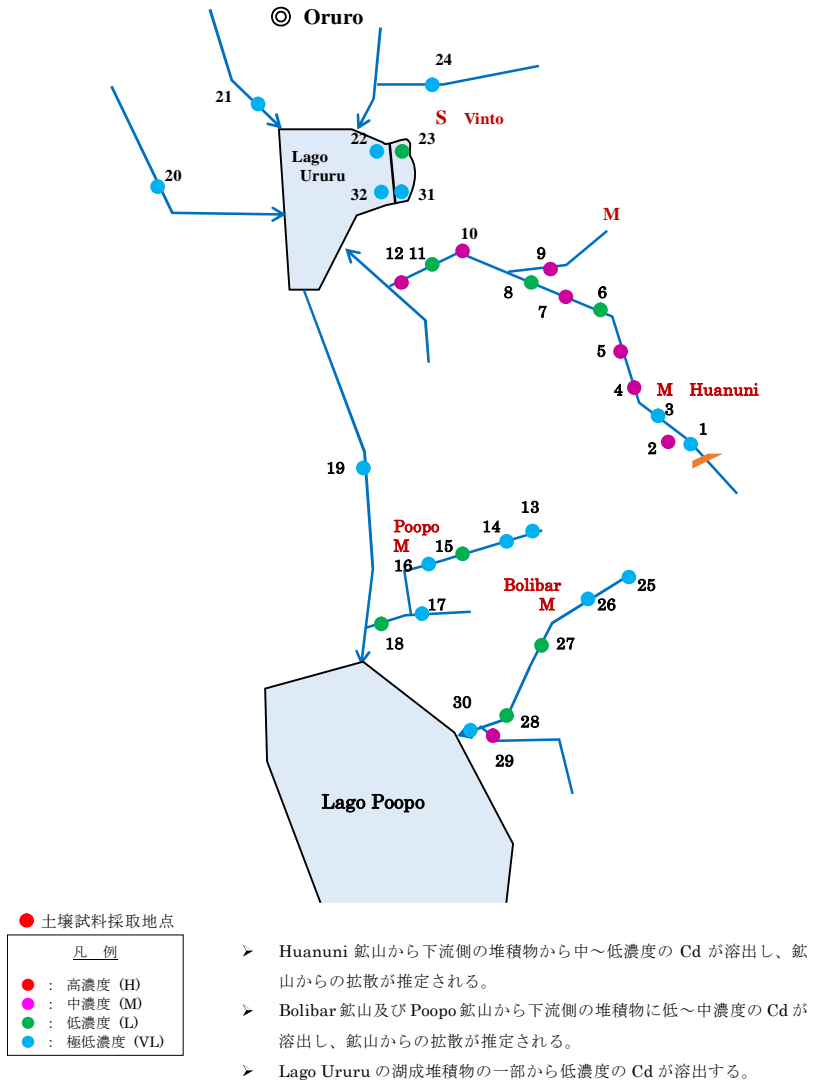 ◎ Oruro
24
21
S Vinto
22 23
Lago
Ururu
20
32 31
M
10
12 11 9
8 6
7
5
4 M Huanuni
3 1
2
19
13
Poopo
M 15 14
16
Bolibar 25
M 26
17
18 27
30
28
29
Lago Poopo
土壌試料採取地点
凡 例
： 高濃度 (H)
： 中濃度 (M)
： 低濃度 (L)
： 極低濃度 (VL)
➢ Huanuni 鉱山から下流側の堆積物から中～低濃度の Cd が溶出し、鉱
山からの拡散が推定される。
➢ Bolibar 鉱山及び Poopo 鉱山から下流側の堆積物に低～中濃度の Cd が
溶出し、鉱山からの拡散が推定される。
➢ Lago Ururu の湖成堆積物の一部から低濃度の Cd が溶出する。